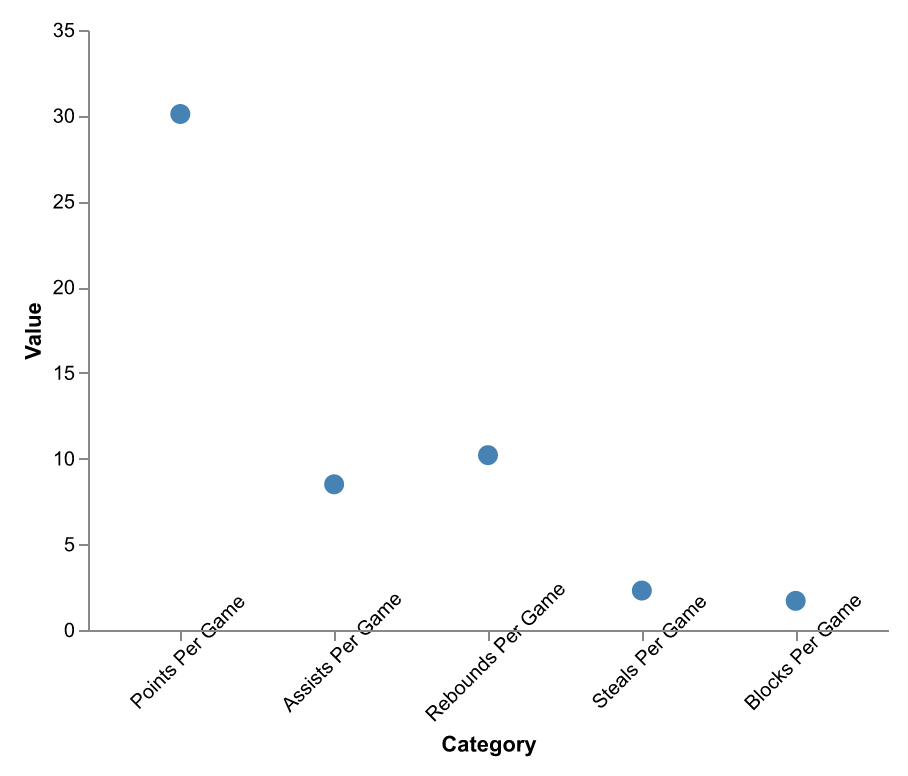 35
30
25
20
15
10
5
0
Value
Points Per Game
Assists Per Game
Rebounds Per Game
Steals Per Game
Blocks Per Game
Category